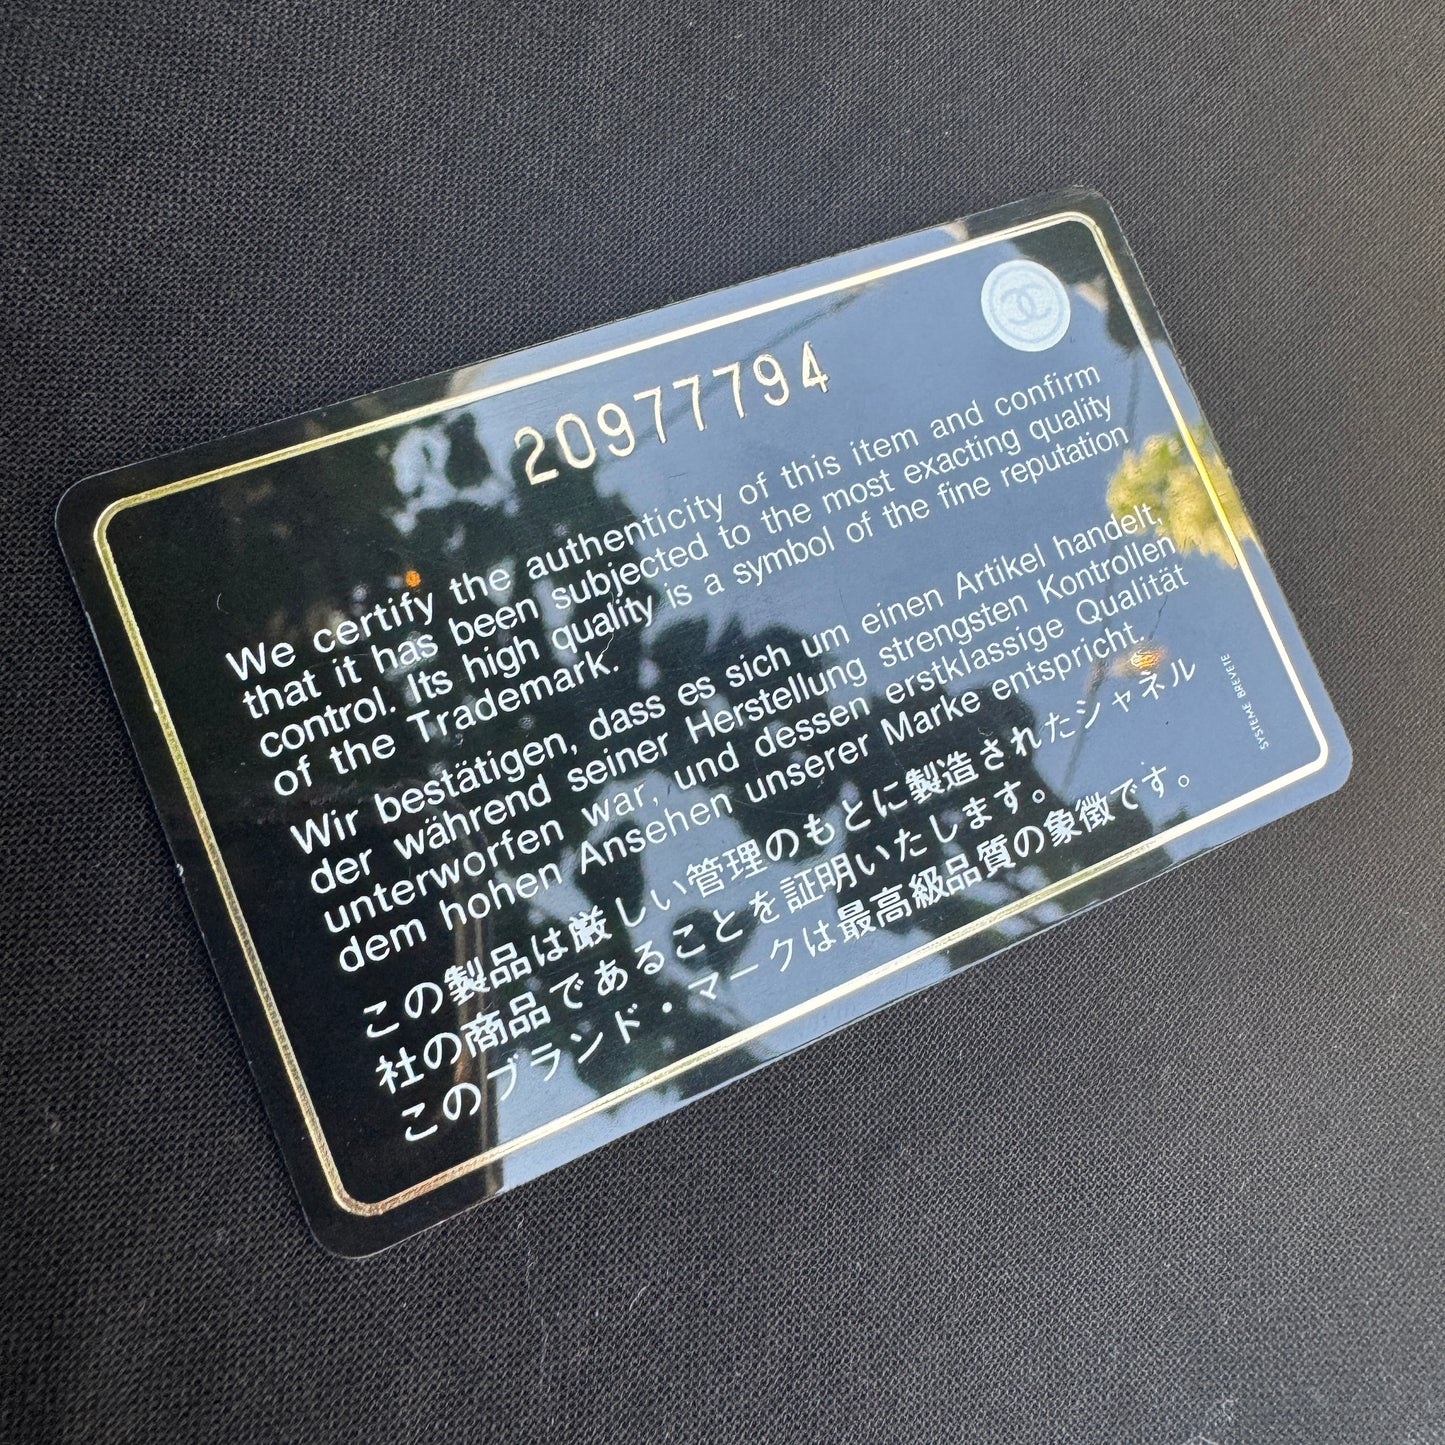 20977794
We certify the authenticity of this item and confirm
that it has been subjected to the most exacting quality
control. Its high quality is a symbol of the fine reputation
of the Trademark.
Wir bestätigen, dass es sich um einen Artikel handelt,
der während seiner Herstellung strengsten Kontrollen
unterworfen war, und dessen erstklassige Qualität
dem hohen Ansehen unserer Marke entspricht.
この製品は厳しい管理のもとに製造されたシャネル
社の商品であることを証明いたします。
このブランド・マークは最高級品質の象徴です。
SYSTEME BREVETE